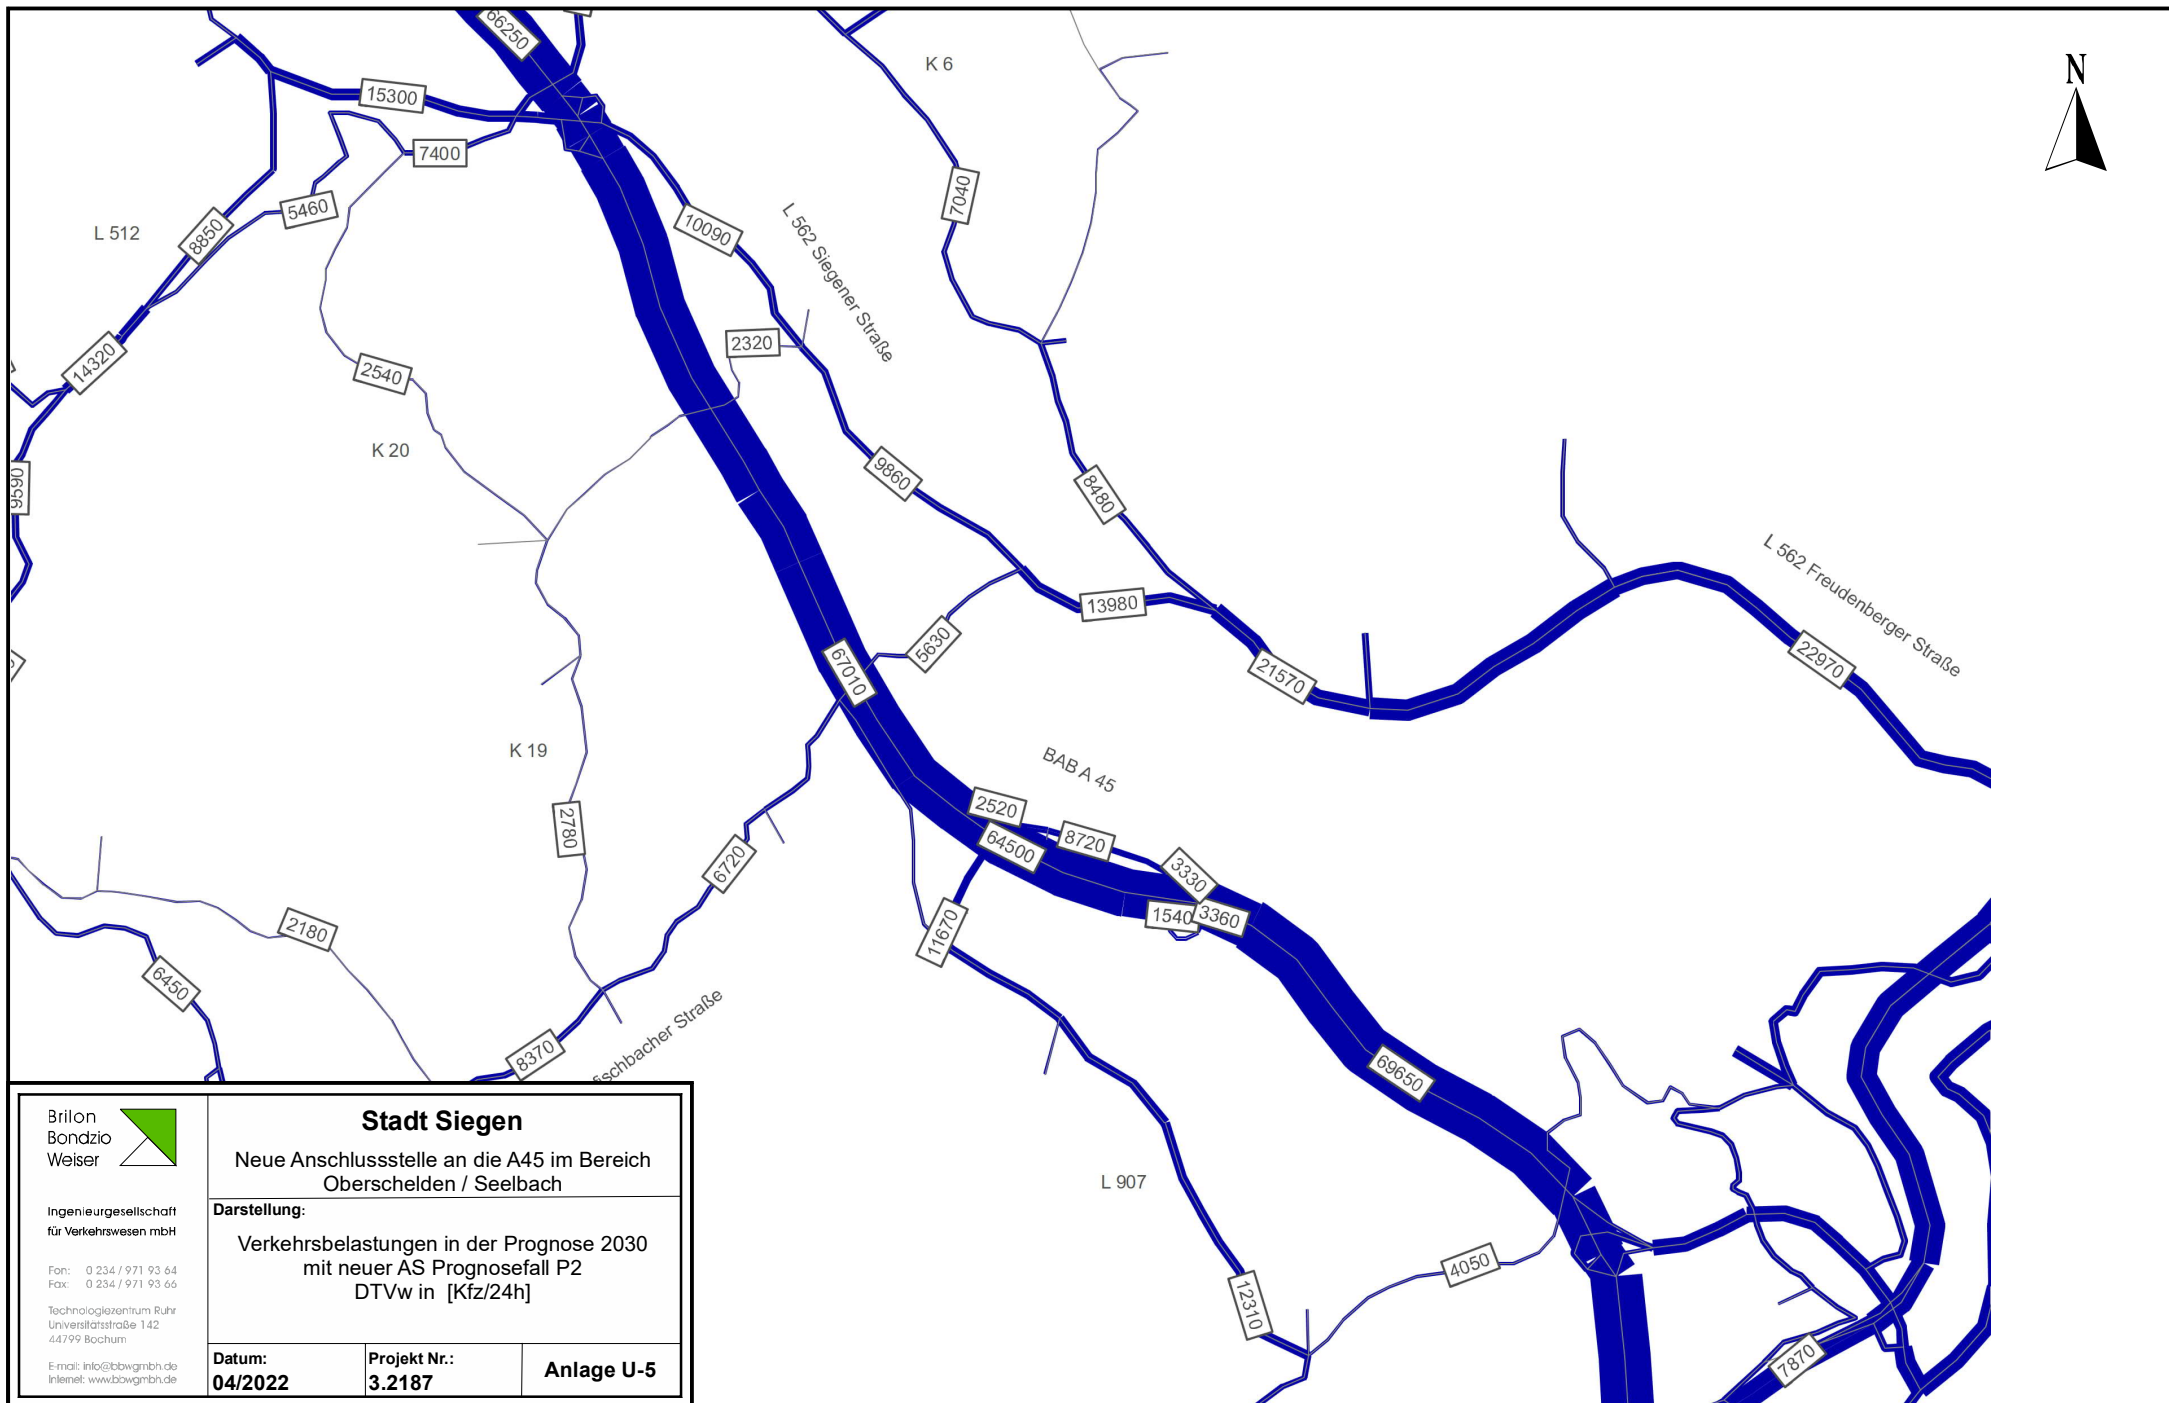 66250
K 6
N
15300
7400
7040
5460
L 512
8850
10090
L 562 Siegener Straße
2320
14320
2540
K 20
9860
9590
8480
L 562 Freudenberger Straße
13980
5630
22970
67010
21570
K 19
BAB A 45
2520
2780
8720
64500
6720
3330
1540
3360
2180
11670
6450
8370
ischbacher Straße
69650
L 907
4050
12310
7870
Brilon
Bondzio
Weiser
Ingenieurgesellschaft
für Verkehrswesen mbH
Fon: 0 234 / 971 93 64
Fax: 0 234 / 971 93 66
Technologiezentrum Ruhr
Universitätsstraße 142
44799 Bochum
E-mail: info@bbwgmbh.de
Internet: www.bbwgmbh.de
Stadt Siegen
Neue Anschlussstelle an die A45 im Bereich
Oberschelden / Seelbach
Darstellung:
Verkehrsbelastungen in der Prognose 2030
mit neuer AS Prognosefall P2
DTVw in [Kfz/24h]
Datum:
04/2022
Projekt Nr.:
3.2187
Anlage U-5